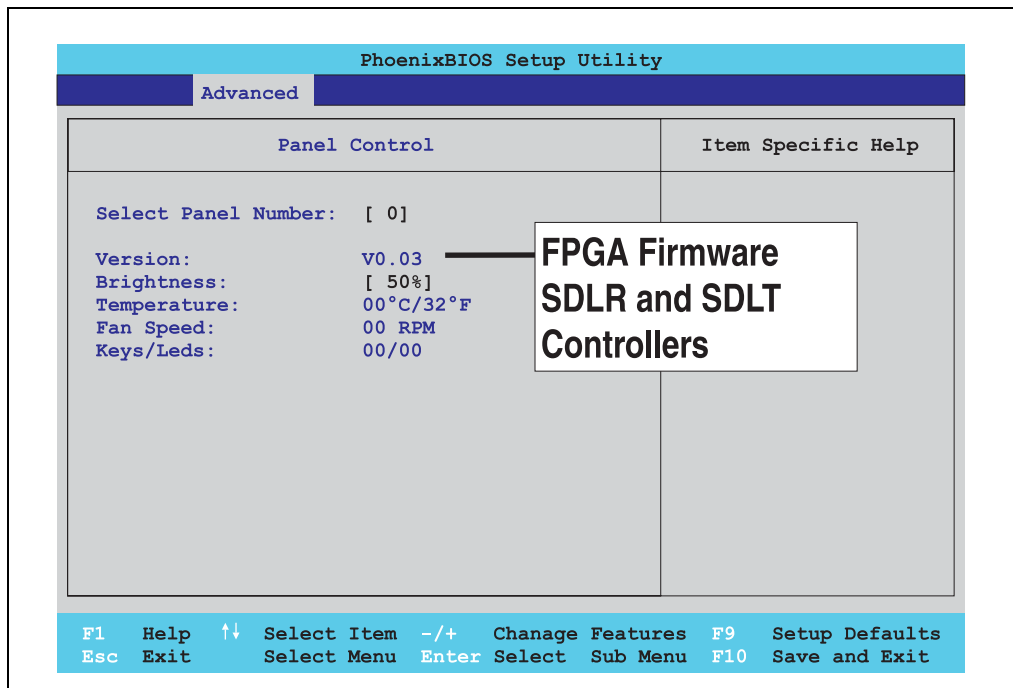 PhoenixBIOS Setup Utility
Advanced
Panel Control
Item Specific Help
Select Panel Number: [ 0]
Version: V0.03
Brightness: [ 50%]
Temperature: 00°C/32°F
Fan Speed: 00 RPM
Keys/Leds: 00/00
FPGA Firmware
SDLR and SDLT
Controllers
F1 Help ↑↓ Select Item -/+ Chanage Features F9 Setup Defaults
Esc Exit Select Menu Enter Select Sub Menu F10 Save and Exit